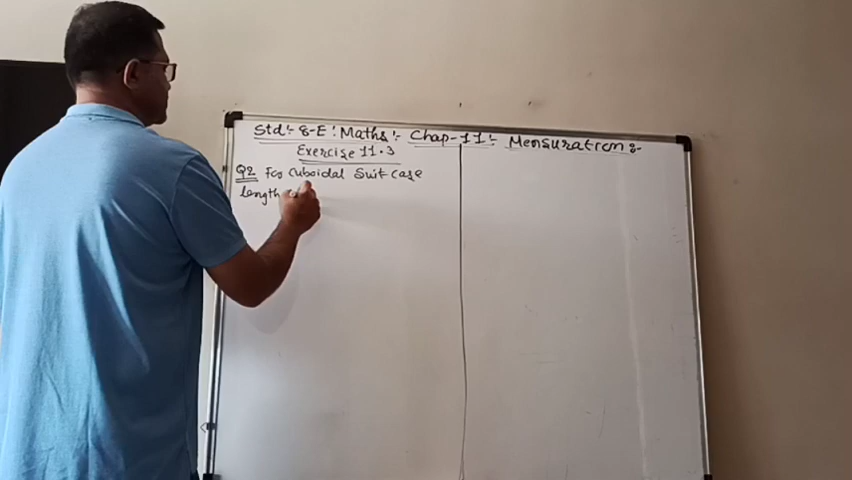 Std:- 8-E : Maths:- Chap-11:- Mensuration:-
Exercise 11.3
Q2 For cuboidal Suit case
length